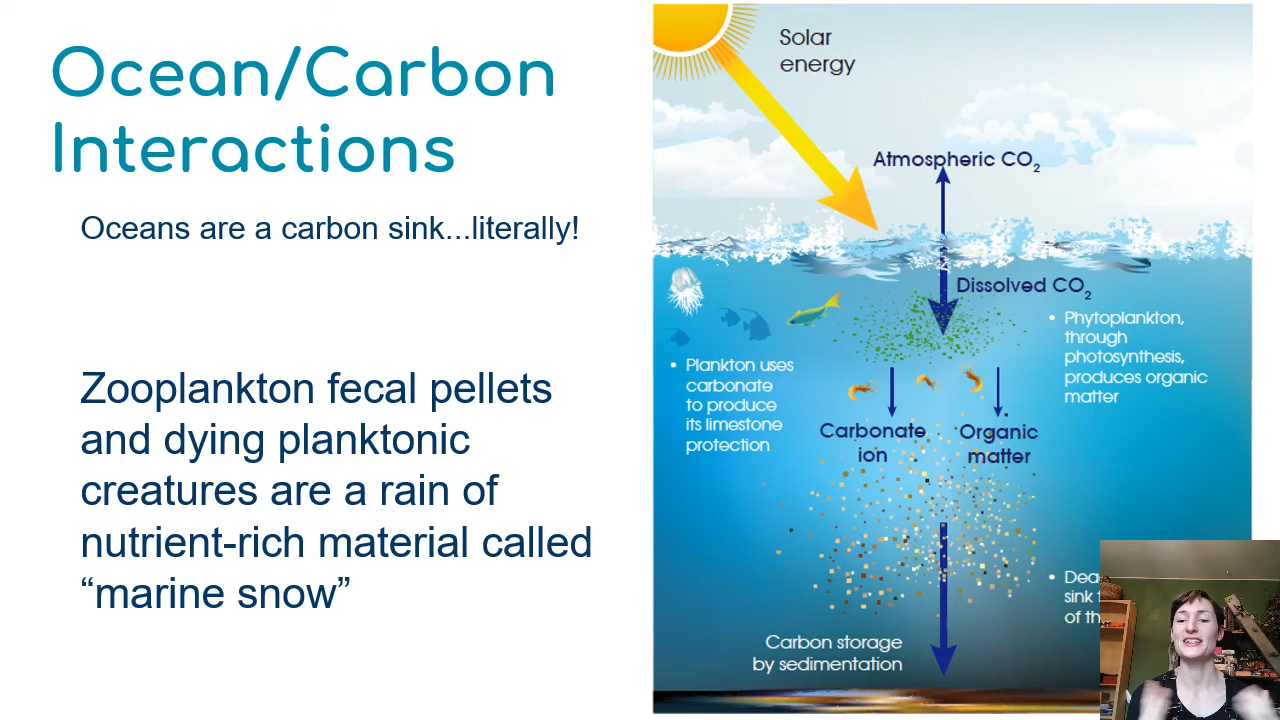 Ocean/Carbon
Interactions
Oceans are a carbon sink...literally!
Zooplankton fecal pellets
and dying planktonic
creatures are a rain of
nutrient-rich material called
“marine snow”
Solar
energy
Atmospheric CO₂
Dissolved CO₂
• Phytoplankton,
through
photosynthesis,
produces organic
matter
• Plankton uses
carbonate
to produce
its limestone
protection
Carbonate
ion
Organic
matter
•
sink
of
Carbon storage
by sedimentation